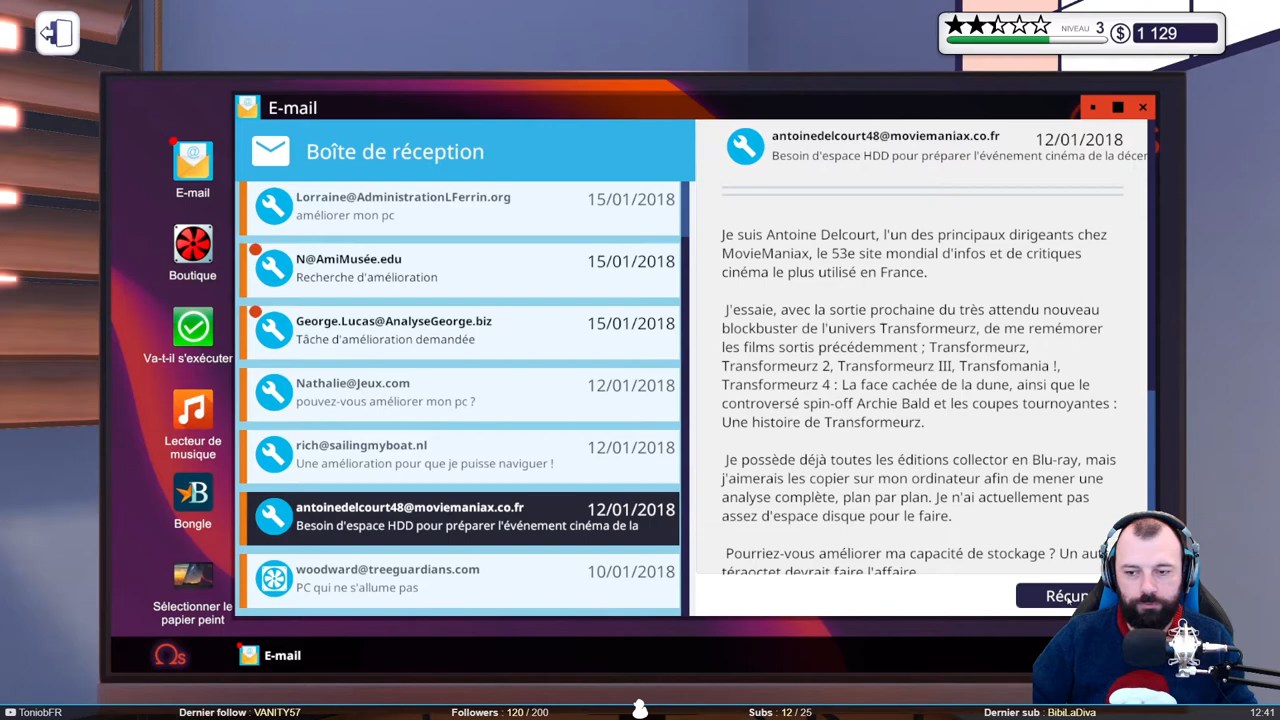 NIVEAU 3
$ 1 129
E-mail
Boîte de réception
Lorraine@AdministrationLFerrin.org 15/01/2018
améliorer mon pc
N@AmiMusée.edu 15/01/2018
Recherche d'amélioration
George.Lucas@AnalyseGeorge.biz 15/01/2018
Tâche d'amélioration demandée
Nathalie@Jeux.com 12/01/2018
pouvez-vous améliorer mon pc ?
rich@sailingmyboat.nl 12/01/2018
Une amélioration pour que je puisse naviguer !
antoinedelcourt48@moviemaniax.co.fr 12/01/2018
Besoin d'espace HDD pour préparer l'événement cinéma de la
woodward@treeguardians.com 10/01/2018
PC qui ne s'allume pas
antoinedelcourt48@moviemaniax.co.fr 12/01/2018
Besoin d'espace HDD pour préparer l'événement cinéma de la décer
Je suis Antoine Delcourt, l'un des principaux dirigeants chez
MovieManiax, le 53e site mondial d'infos et de critiques
cinéma le plus utilisé en France.
J'essaie, avec la sortie prochaine du très attendu nouveau
blockbuster de l'univers Transformeurz, de me remémorer
les films sortis précédemment ; Transformeurz,
Transformeurz 2, Transformeurz III, Transfomania !,
Transformeurz 4 : La face cachée de la dune, ainsi que le
controversé spin-off Archie Bald et les coupes tournoyantes :
Une histoire de Transformeurz.
Je possède déjà toutes les éditions collector en Blu-ray, mais
j'aimerais les copier sur mon ordinateur afin de mener une
analyse complète, plan par plan. Je n'ai actuellement pas
assez d'espace disque pour le faire.
Pourriez-vous améliorer ma capacité de stockage ? Un au
téraoctet devrait faire l'affaire.
E-mail
Boutique
Va-t-il s'exécuter
Lecteur de
musique
Bongle
Sélectionner le
papier peint
Ωs
E-mail
ToniobFR
Dernier follow : VANITY57
Followers : 120 / 200
Subs : 12 / 25
Dernier sub : BibiLaDiva
12:41